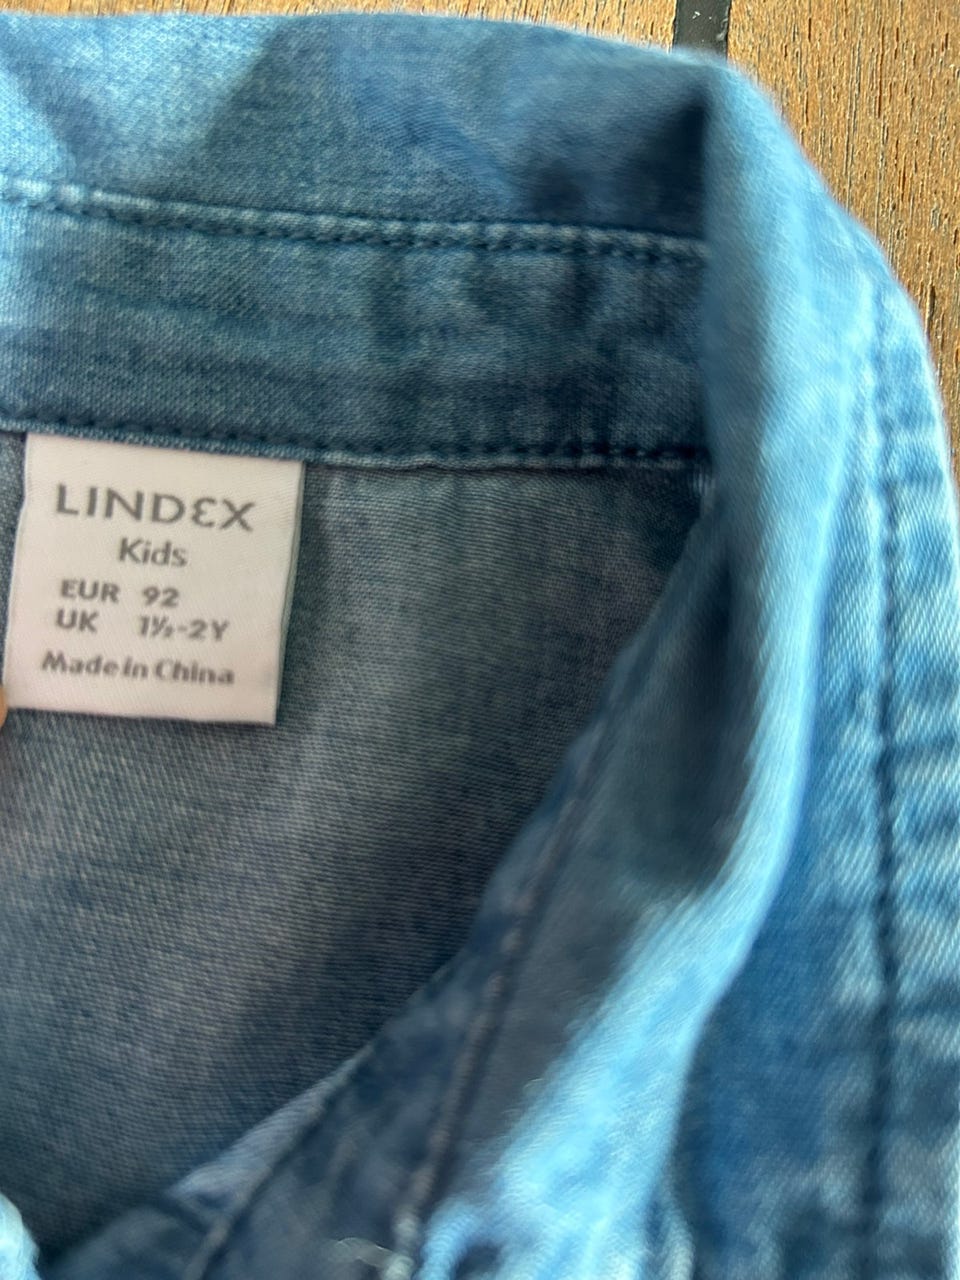 LINDEX
Kids
EUR 92
UK 1½-2Y
Made in China